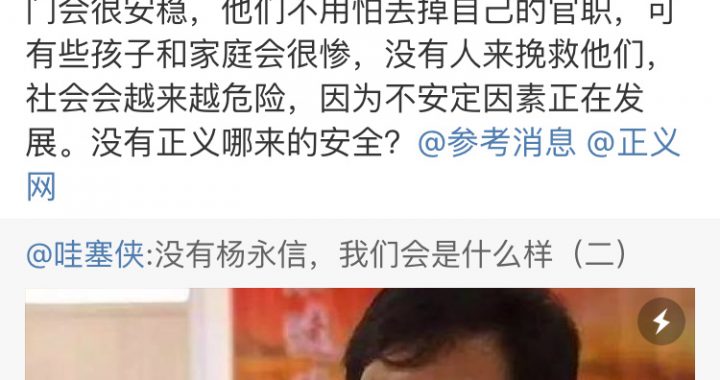 门会很安稳，他们不用怕丢掉自己的官职，可
有些孩子和家庭会很惨，没有人来挽救他们，
社会会越来越危险，因为不安定因素正在发
展。没有正义哪来的安全？@参考消息 @正义
网
@哇塞侠:没有杨永信，我们会是什么样（二）